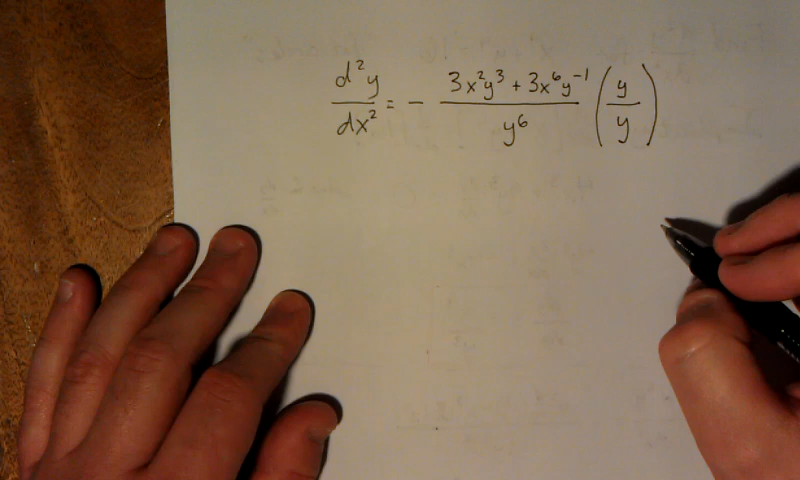 d²y/dx² = - (3x²y³ + 3x⁶y⁻¹)/y⁶ (y/y)